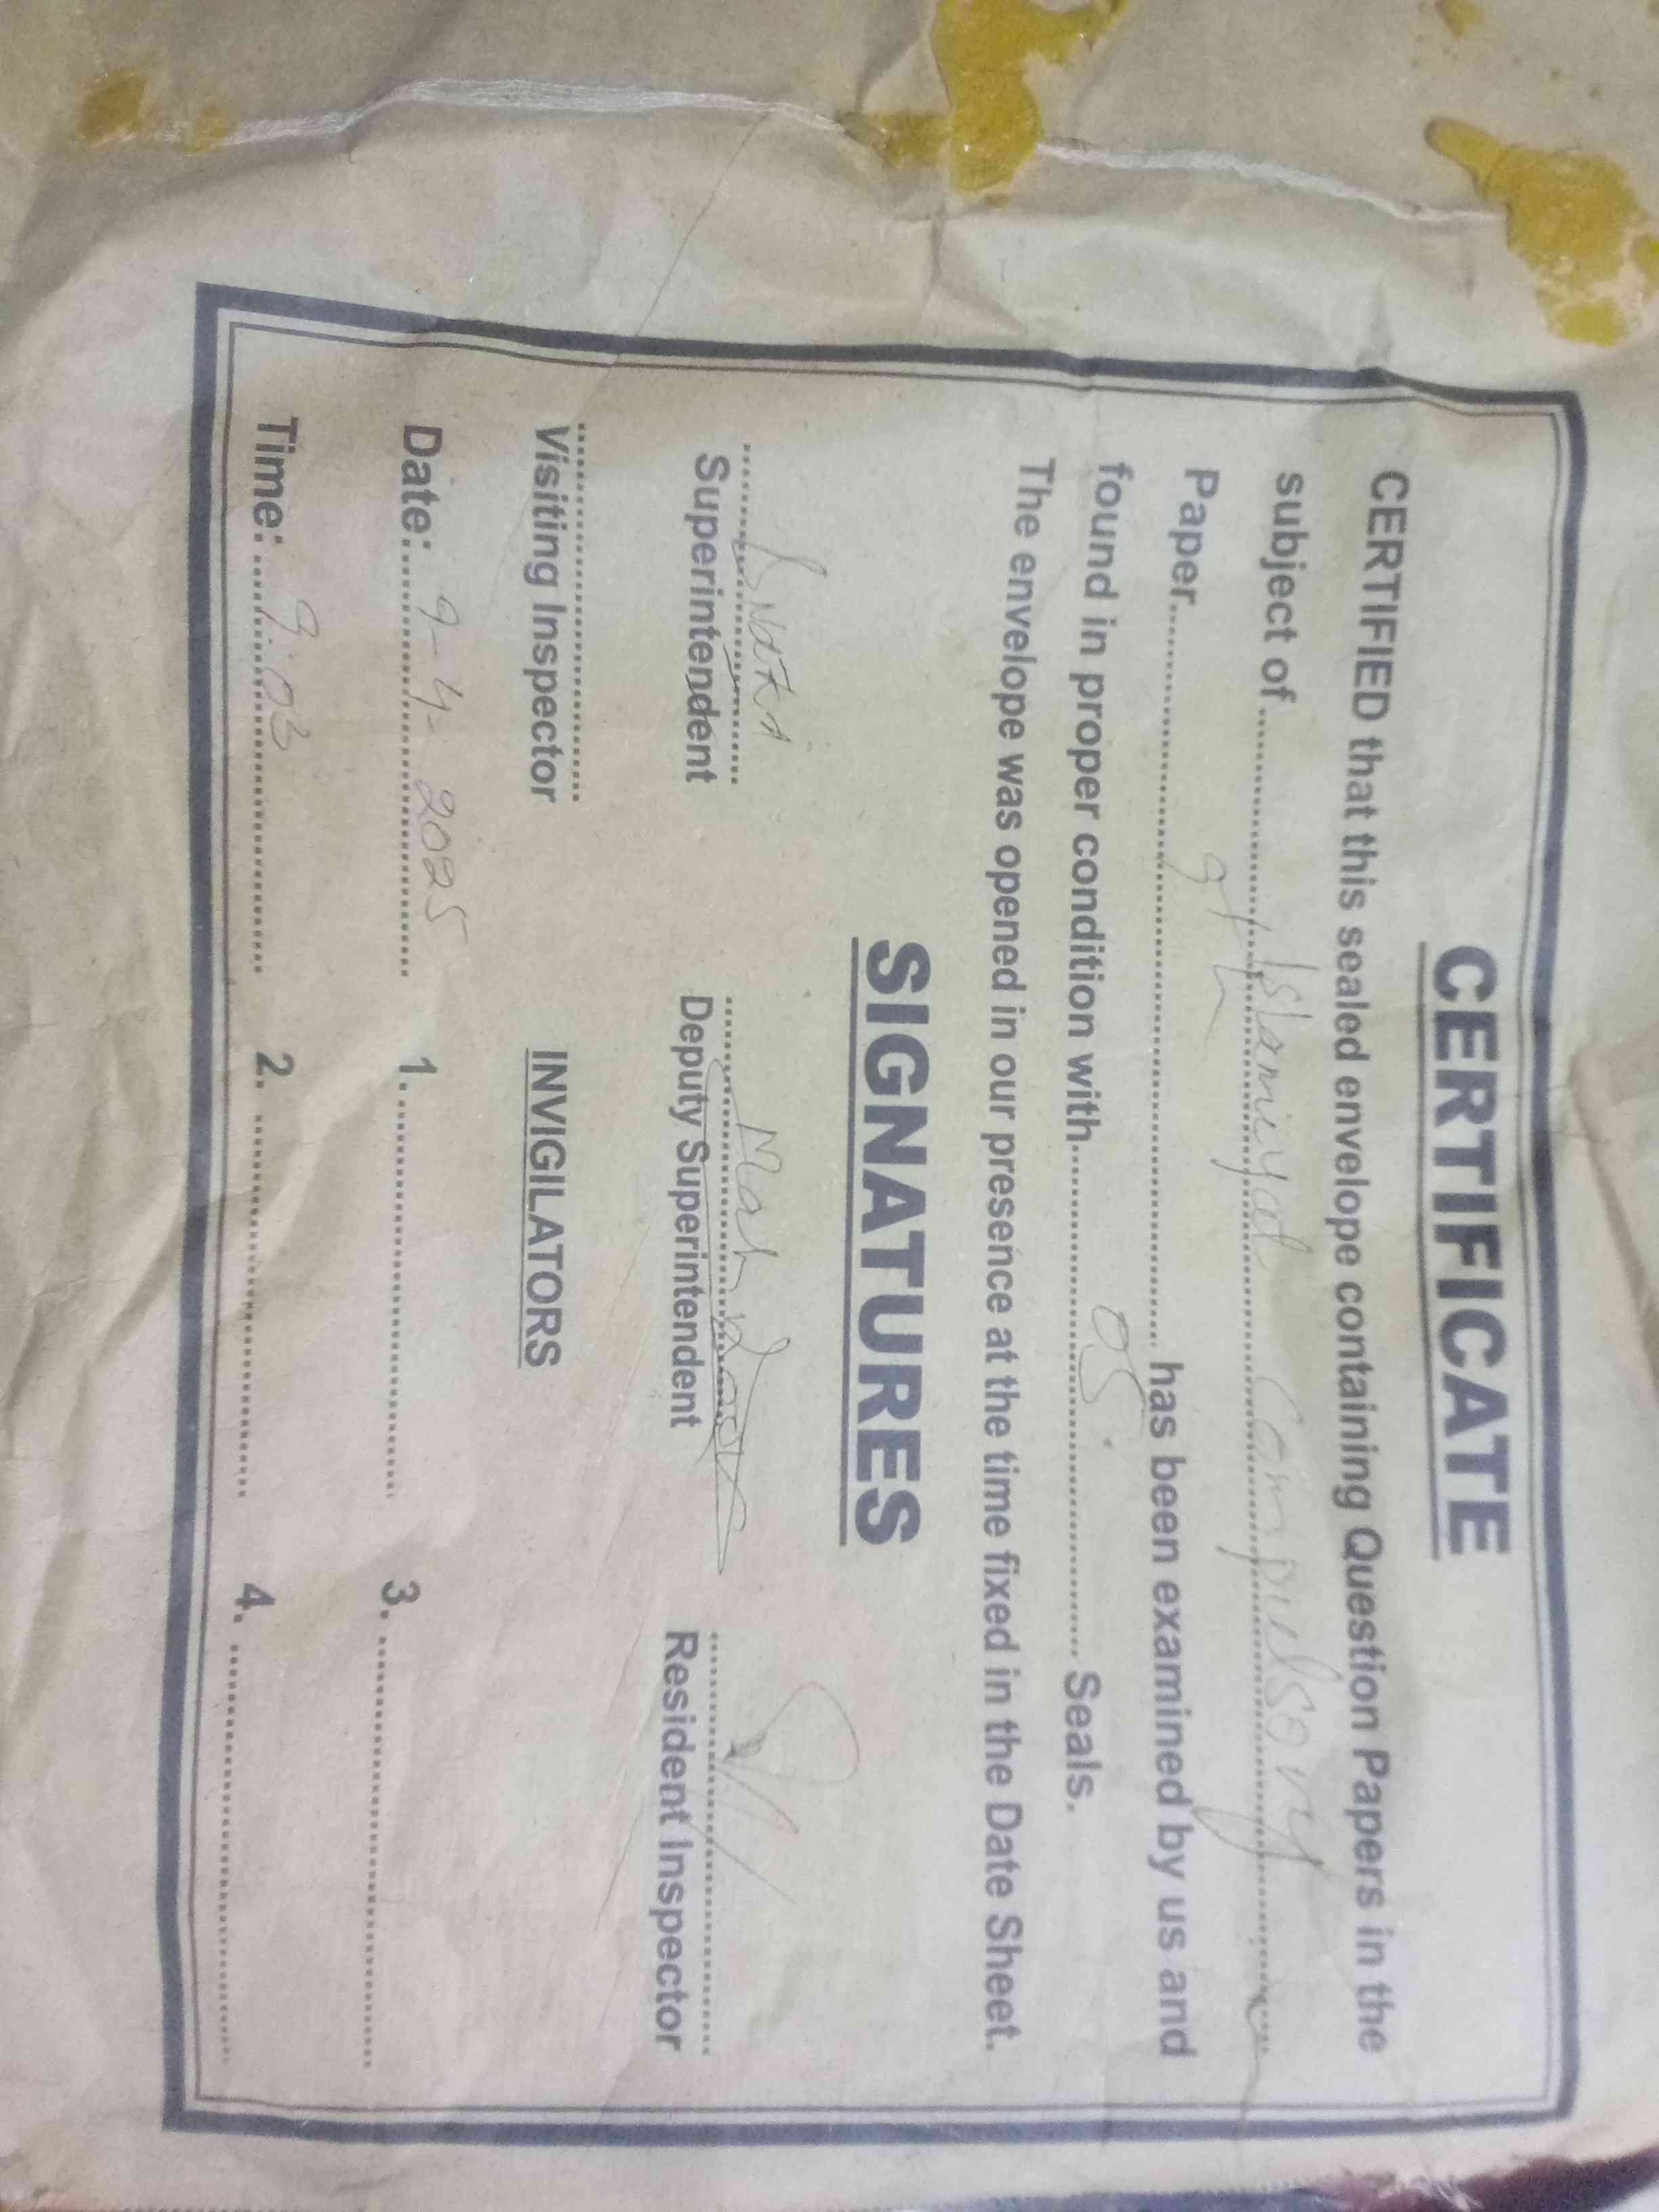 CERTIFICATE
CERTIFIED that this sealed envelope containing Question Papers in the
subject of.......... Islamiyat compulsory ..........
Paper.......... 9th .......... has been examined by us and
found in proper condition with.......... 05 .......... Seals.
The envelope was opened in our presence at the time fixed in the Date Sheet.
SIGNATURES
Superintendent Deputy Superintendent Resident Inspector
Visiting Inspector INVIGILATORS
Date:.......... 9-4-2025 .......... 1. .......... 3. ..........
Time:.......... 9:03 .......... 2. .......... 4. ..........